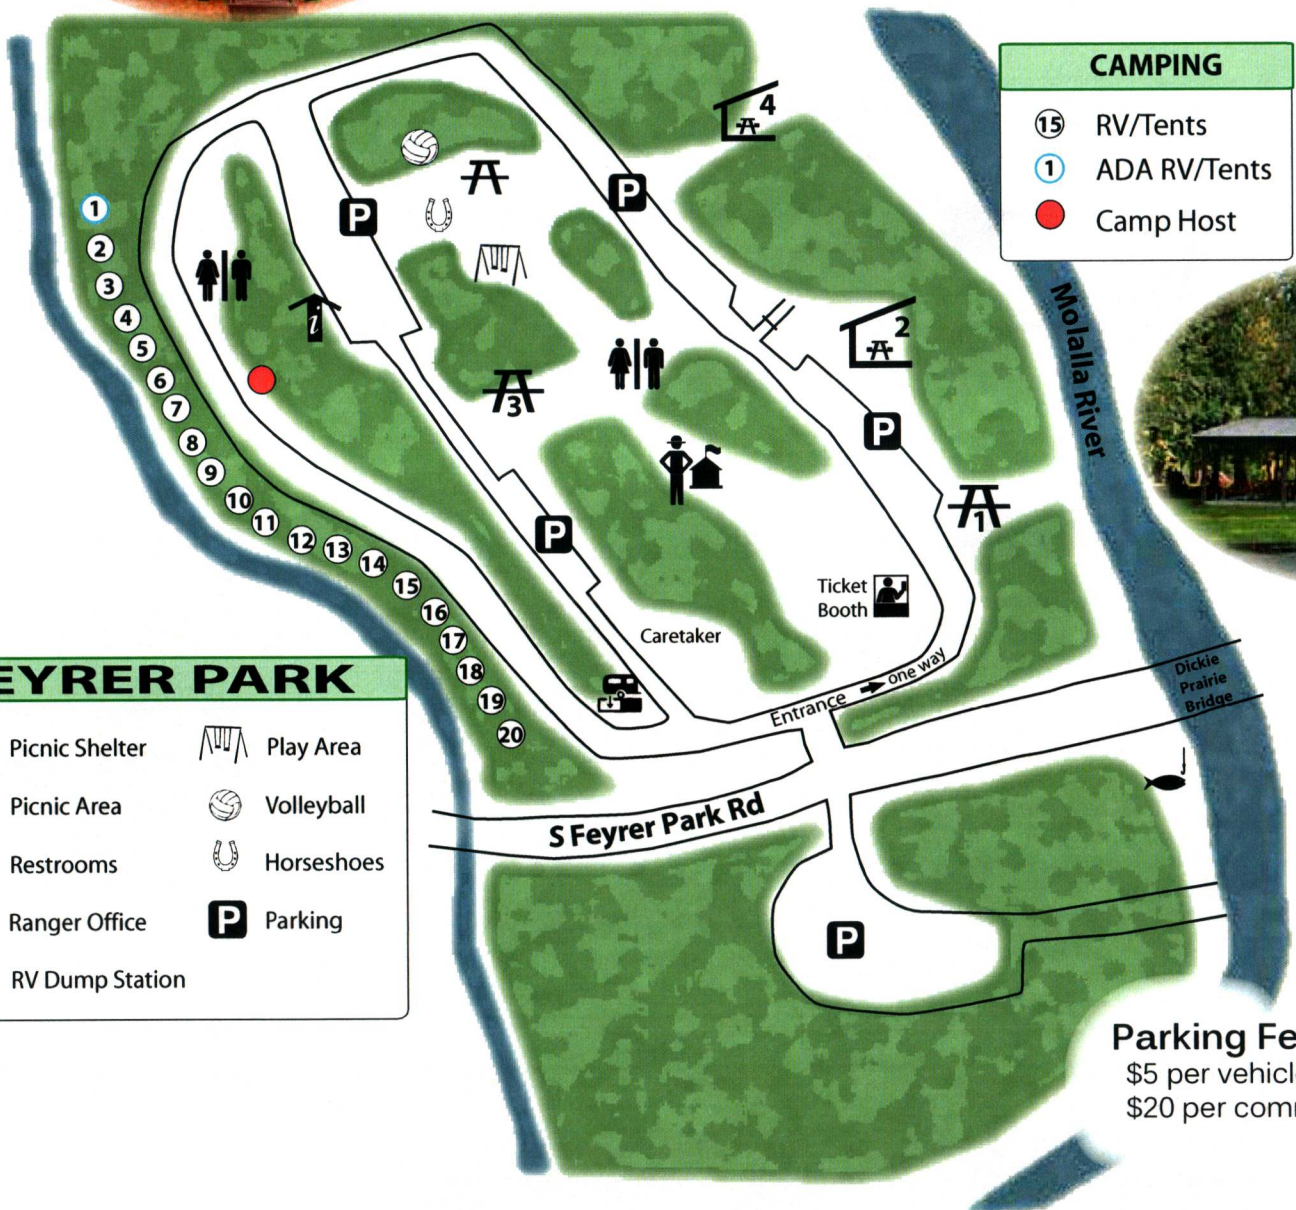 CAMPING
15 RV/Tents
1 ADA RV/Tents
Camp Host
4
P
P
1
2
3
4
5
6
7
8
9
10
11
12
13
14
15
16
17
18
19
20
i
2
3
P
P
1
Molalla River
Ticket
Booth
Caretaker
Entrance one way
Dickie
Prairie
Bridge
S Feyrer Park Rd
P
EYRER PARK
Picnic Shelter
Play Area
Picnic Area
Volleyball
Restrooms
Horseshoes
Ranger Office
P Parking
RV Dump Station
Parking Fe
$5 per vehicl
$20 per com